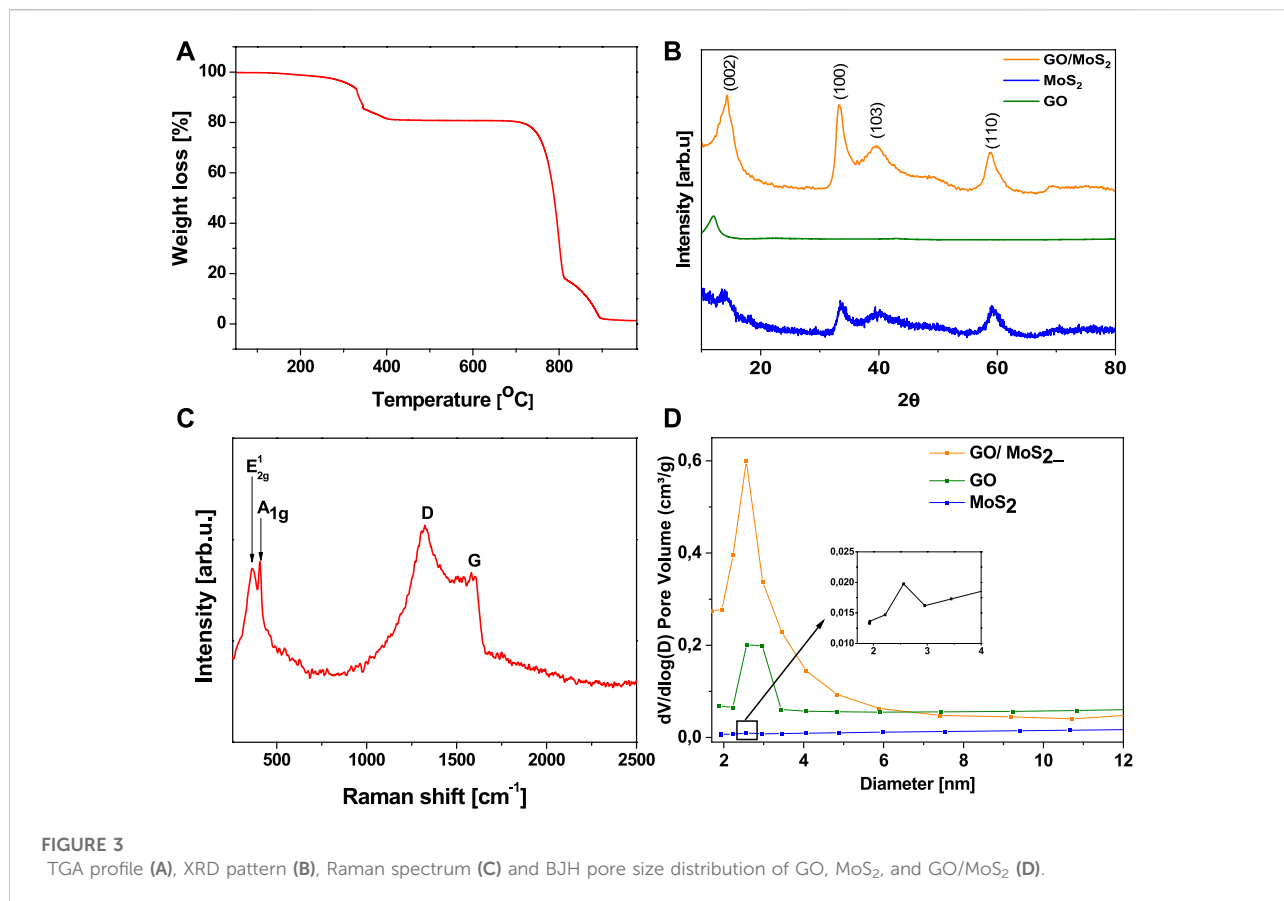 A
Weight loss [%]
100
80
60
40
20
0
200 400 600 800
Temperature [⁰C]
B
Intensity [arb.u]
(002)
(100)
(103)
(110)
GO/MoS₂
MoS₂
GO
20 40 60 80
2θ
C
Intensity [arb.u.]
E¹₂g
A₁g
D
G
500 1000 1500 2000 2500
Raman shift [cm⁻¹]
D
dV/dlog(D) Pore Volume (cm³/g)
0,6
0,4
0,2
0,0
GO/ MoS₂_
GO
MoS₂
0,025
0,020
0,015
0,010
2 3 4
2 4 6 8 10 12
Diameter [nm]
FIGURE 3
TGA profile (A), XRD pattern (B), Raman spectrum (C) and BJH pore size distribution of GO, MoS₂, and GO/MoS₂ (D).